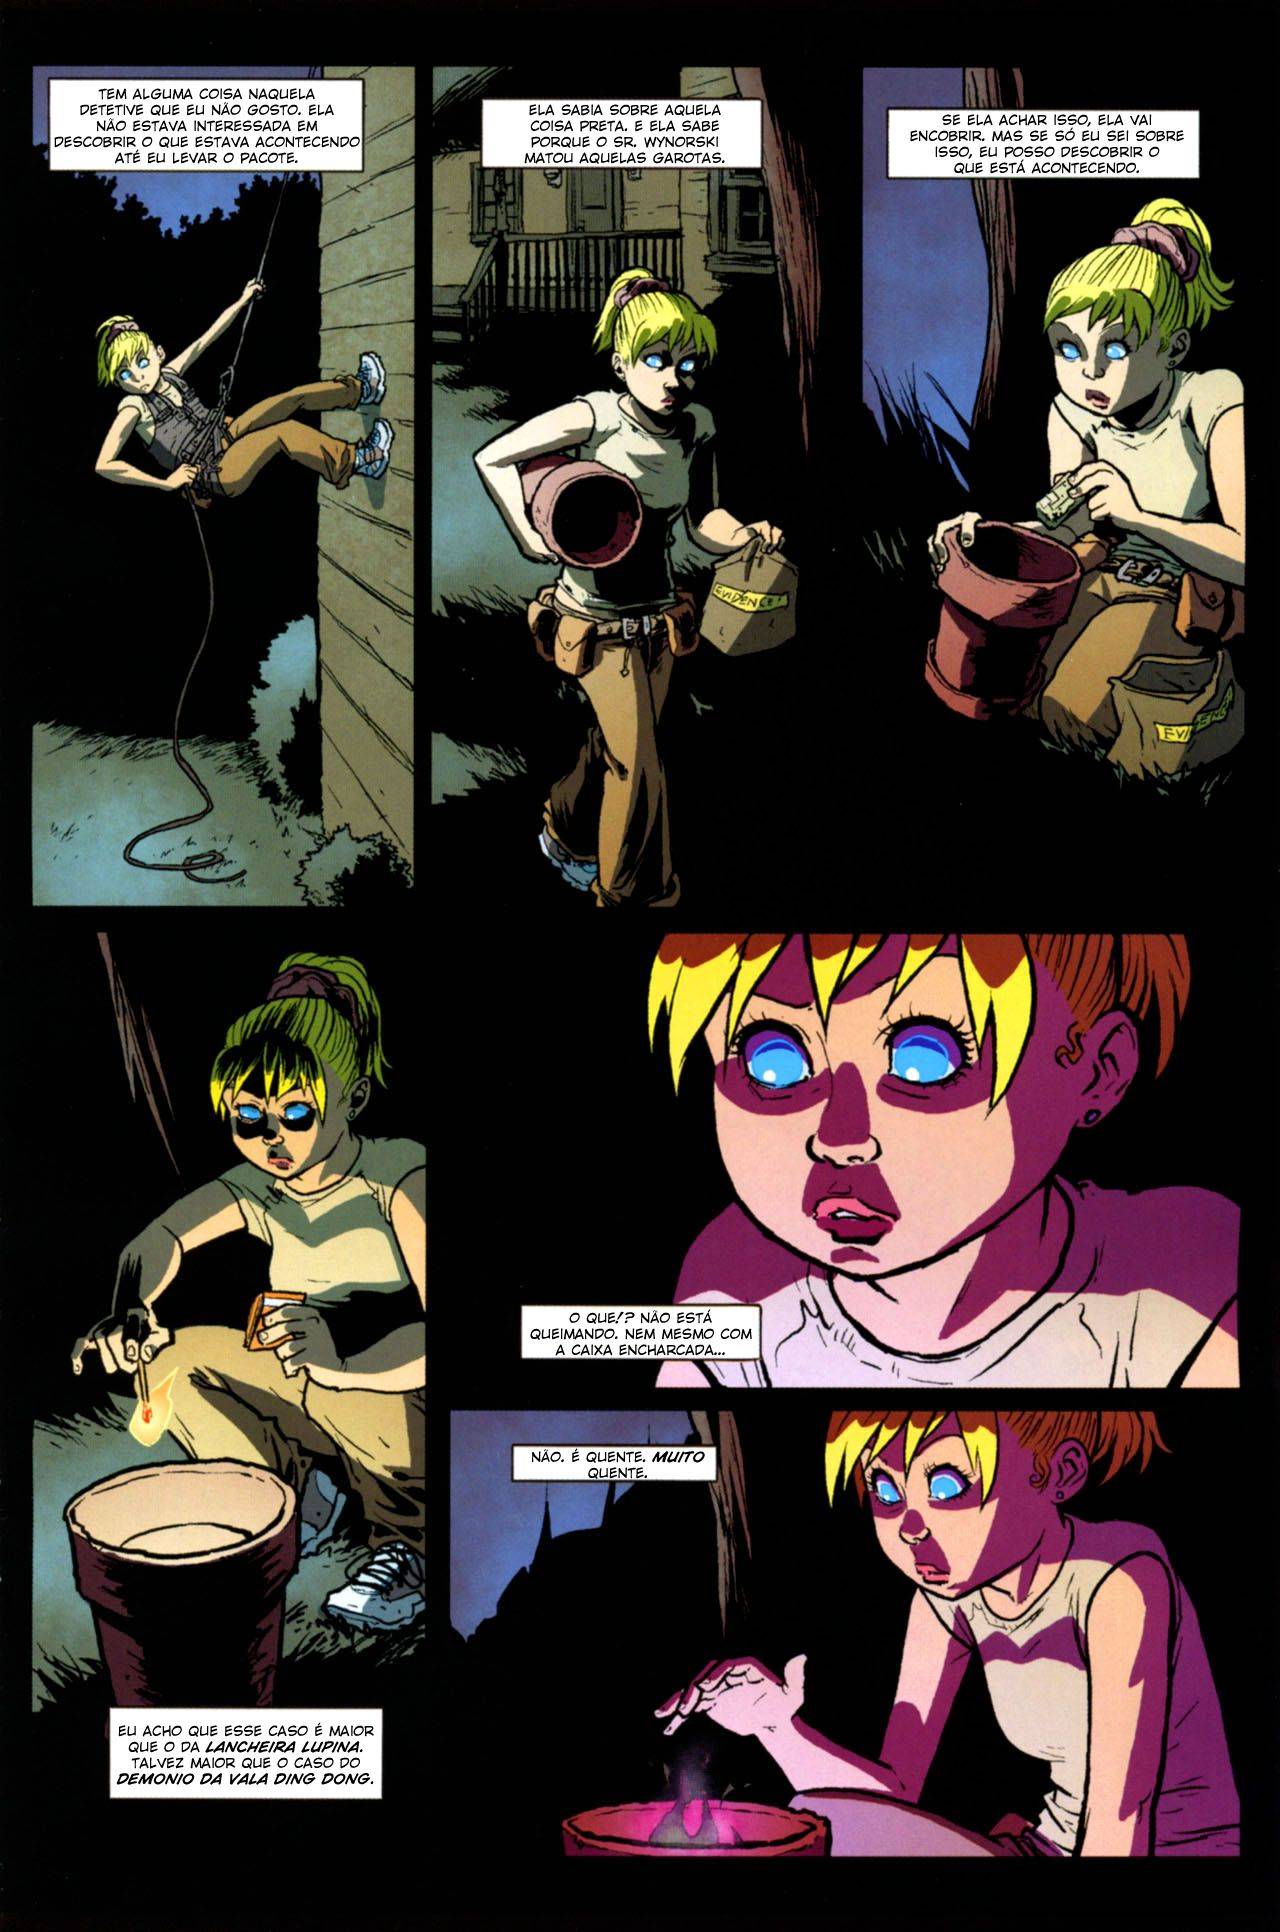 TEM ALGUMA COISA NAQUELA
DETETIVE QUE EU NÃO GOSTO. ELA
NÃO ESTAVA INTERESSADA EM
DESCOBRIR O QUE ESTAVA ACONTECENDO
ATÉ EU LEVAR O PACOTE.
ELA SABIA SOBRE AQUELA
COISA PRETA. E ELA SABE
PORQUE O SR. WYNORSKI
MATOU AQUELAS GAROTAS.
EVIDENCE
SE ELA ACHAR ISSO, ELA VAI
ENCOBRIR. MAS SE SÓ EU SEI SOBRE
ISSO, EU POSSO DESCOBRIR O
QUE ESTÁ ACONTECENDO.
EVIDENCE
EU ACHO QUE ESSE CASO É MAIOR
QUE O DA LANCHEIRA LUPINA.
TALVEZ MAIOR QUE O CASO DO
DEMONIO DA VALA DING DONG.
O QUE!? NÃO ESTÁ
QUEIMANDO. NEM MESMO COM
A CAIXA ENCHARCADA...
NÃO. É QUENTE. MUITO
QUENTE.